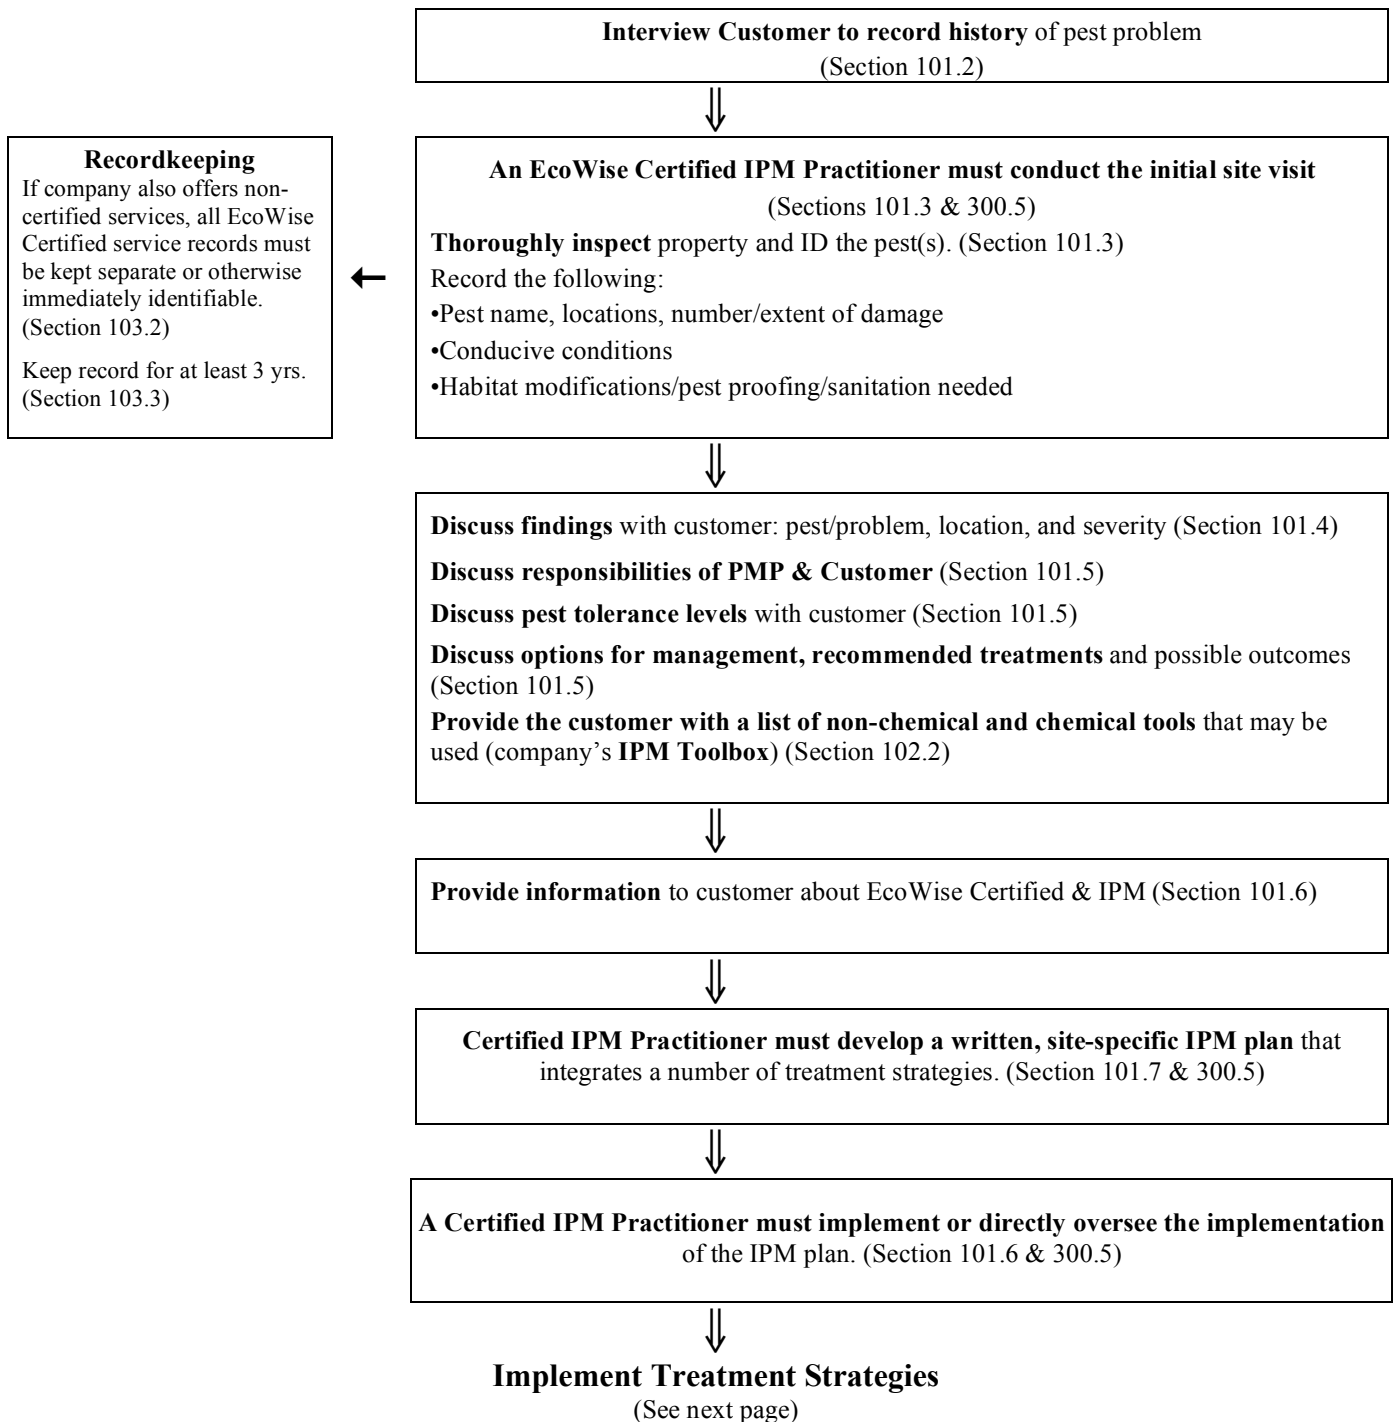 Interview Customer to record history of pest problem
(Section 101.2)
Recordkeeping
If company also offers non-
certified services, all EcoWise
Certified service records must
be kept separate or otherwise
immediately identifiable.
(Section 103.2)
Keep record for at least 3 yrs.
(Section 103.3)
An EcoWise Certified IPM Practitioner must conduct the initial site visit
(Sections 101.3 & 300.5)
Thoroughly inspect property and ID the pest(s). (Section 101.3)
Record the following:
•Pest name, locations, number/extent of damage
•Conducive conditions
•Habitat modifications/pest proofing/sanitation needed
Discuss findings with customer: pest/problem, location, and severity (Section 101.4)
Discuss responsibilities of PMP & Customer (Section 101.5)
Discuss pest tolerance levels with customer (Section 101.5)
Discuss options for management, recommended treatments and possible outcomes
(Section 101.5)
Provide the customer with a list of non-chemical and chemical tools that may be
used (company’s IPM Toolbox) (Section 102.2)
Provide information to customer about EcoWise Certified & IPM (Section 101.6)
Certified IPM Practitioner must develop a written, site-specific IPM plan that
integrates a number of treatment strategies. (Section 101.7 & 300.5)
A Certified IPM Practitioner must implement or directly oversee the implementation
of the IPM plan. (Section 101.6 & 300.5)
Implement Treatment Strategies
(See next page)